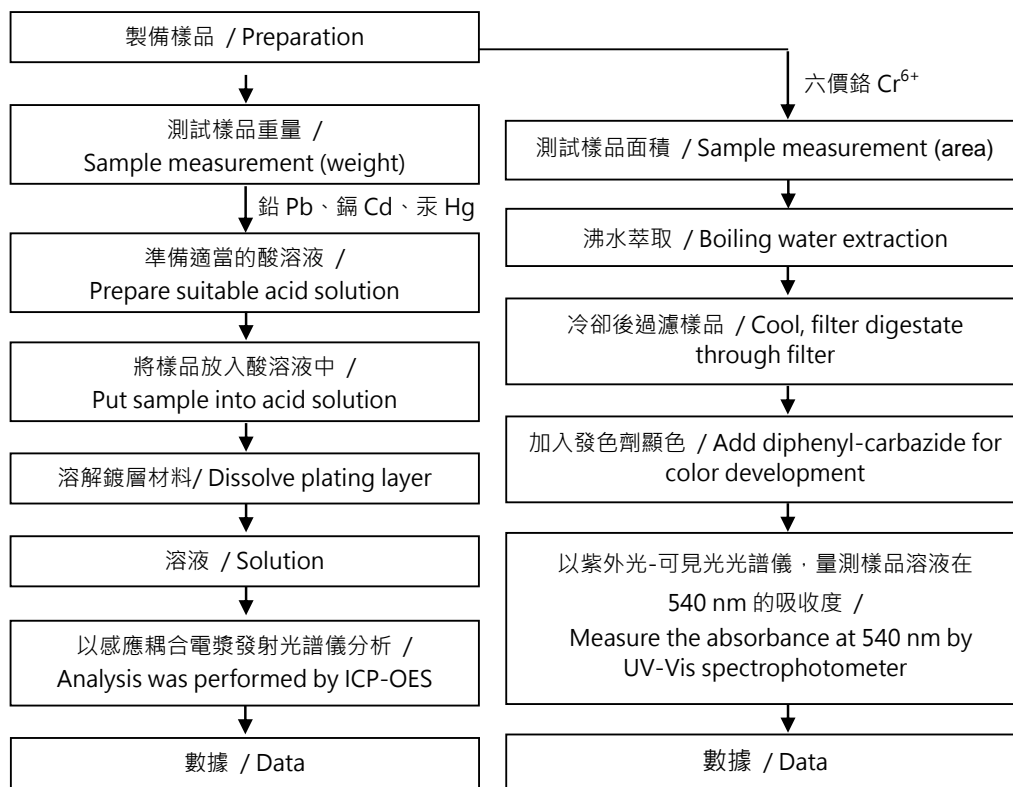 製備樣品 / Preparation
測試樣品重量 /
Sample measurement (weight)
鉛 Pb、鎘 Cd、汞 Hg
準備適當的酸溶液 /
Prepare suitable acid solution
將樣品放入酸溶液中 /
Put sample into acid solution
溶解鍍層材料/ Dissolve plating layer
溶液 / Solution
以感應耦合電漿發射光譜儀分析 /
Analysis was performed by ICP-OES
數據 / Data
六價鉻 Cr⁶⁺
測試樣品面積 / Sample measurement (area)
沸水萃取 / Boiling water extraction
冷卻後過濾樣品 / Cool, filter digestate
through filter
加入發色劑顯色 / Add diphenyl-carbazide for
color development
以紫外光-可見光光譜儀，量測樣品溶液在
540 nm 的吸收度 /
Measure the absorbance at 540 nm by
UV-Vis spectrophotometer
數據 / Data